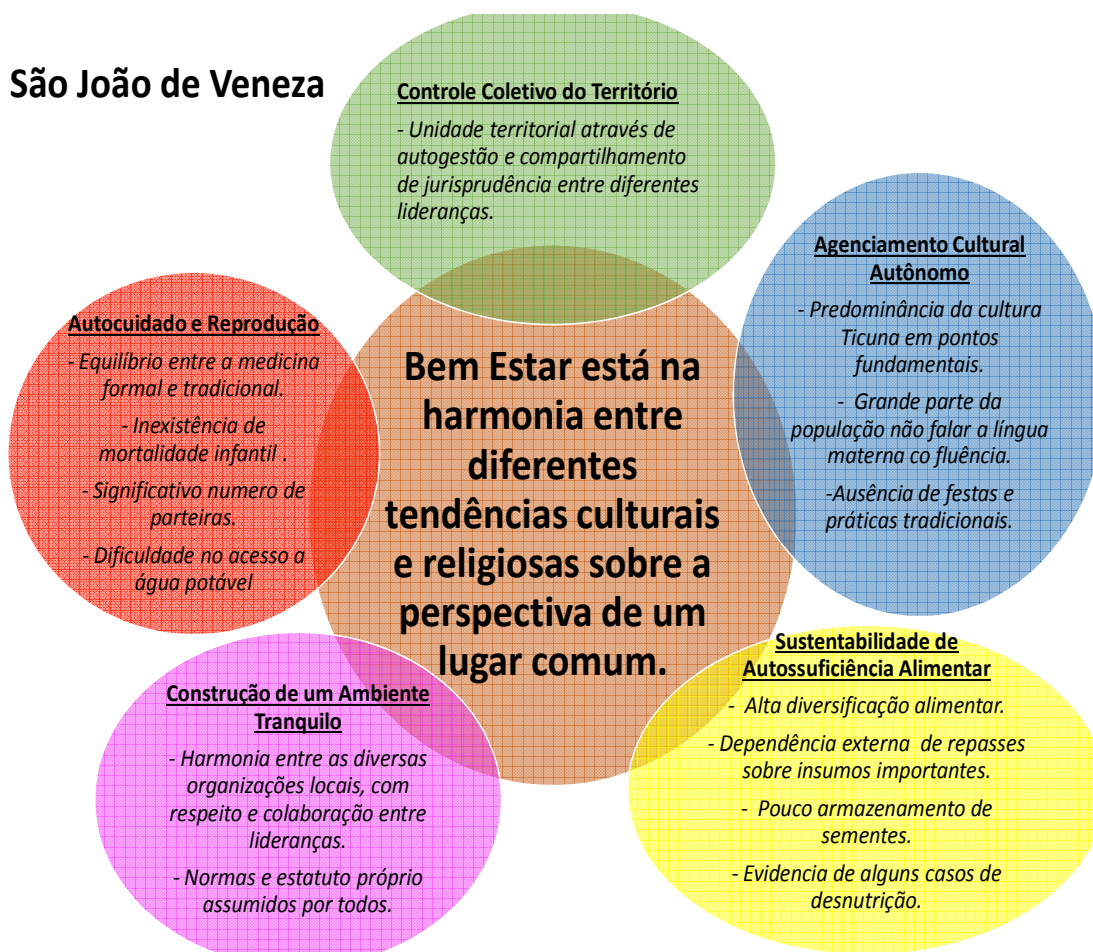 São João de Veneza
Controle Coletivo do Território
- Unidade territorial através de
autogestão e compartilhamento
de jurisprudência entre diferentes
lideranças.
Agenciamento Cultural
Autônomo
- Predominância da cultura
Ticuna em pontos
fundamentais.
- Grande parte da
população não falar a língua
materna co fluência.
-Ausência de festas e
práticas tradicionais.
Autocuidado e Reprodução
- Equilíbrio entre a medicina
formal e tradicional.
- Inexistência de
mortalidade infantil .
- Significativo numero de
parteiras.
- Dificuldade no acesso a
água potável
Bem Estar está na
harmonia entre
diferentes
tendências culturais
e religiosas sobre a
perspectiva de um
lugar comum.
Construção de um Ambiente
Tranquilo
- Harmonia entre as diversas
organizações locais, com
respeito e colaboração entre
lideranças.
- Normas e estatuto próprio
assumidos por todos.
Sustentabilidade de
Autossuficiência Alimentar
- Alta diversificação alimentar.
- Dependência externa de repasses
sobre insumos importantes.
- Pouco armazenamento de
sementes.
- Evidencia de alguns casos de
desnutrição.